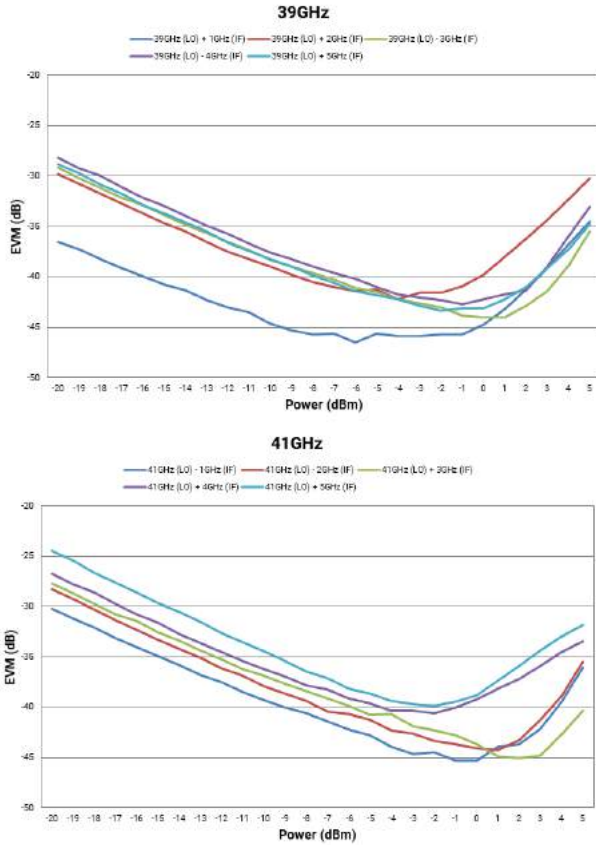 39GHz
39GHz (LO) + 1GHz (IF) 39GHz (LO) + 2GHz (IF) 39GHz (LO) - 3GHz (IF)
39GHz (LO) - 4GHz (IF) 39GHz (LO) + 5GHz (IF)
-20
-25
-30
-35
-40
-45
-50
EVM (dB)
-20 -19 -18 -17 -16 -15 -14 -13 -12 -11 -10 -9 -8 -7 -6 -5 -4 -3 -2 -1 0 1 2 3 4 5
Power (dBm)
41GHz
41GHz (LO) - 1GHz (IF) 41GHz (LO) - 2GHz (IF) 41GHz (LO) + 3GHz (IF)
41GHz (LO) + 4GHz (IF) 41GHz (LO) + 5GHz (IF)
-20
-25
-30
-35
-40
-45
-50
EVM (dB)
-20 -19 -18 -17 -16 -15 -14 -13 -12 -11 -10 -9 -8 -7 -6 -5 -4 -3 -2 -1 0 1 2 3 4 5
Power (dBm)